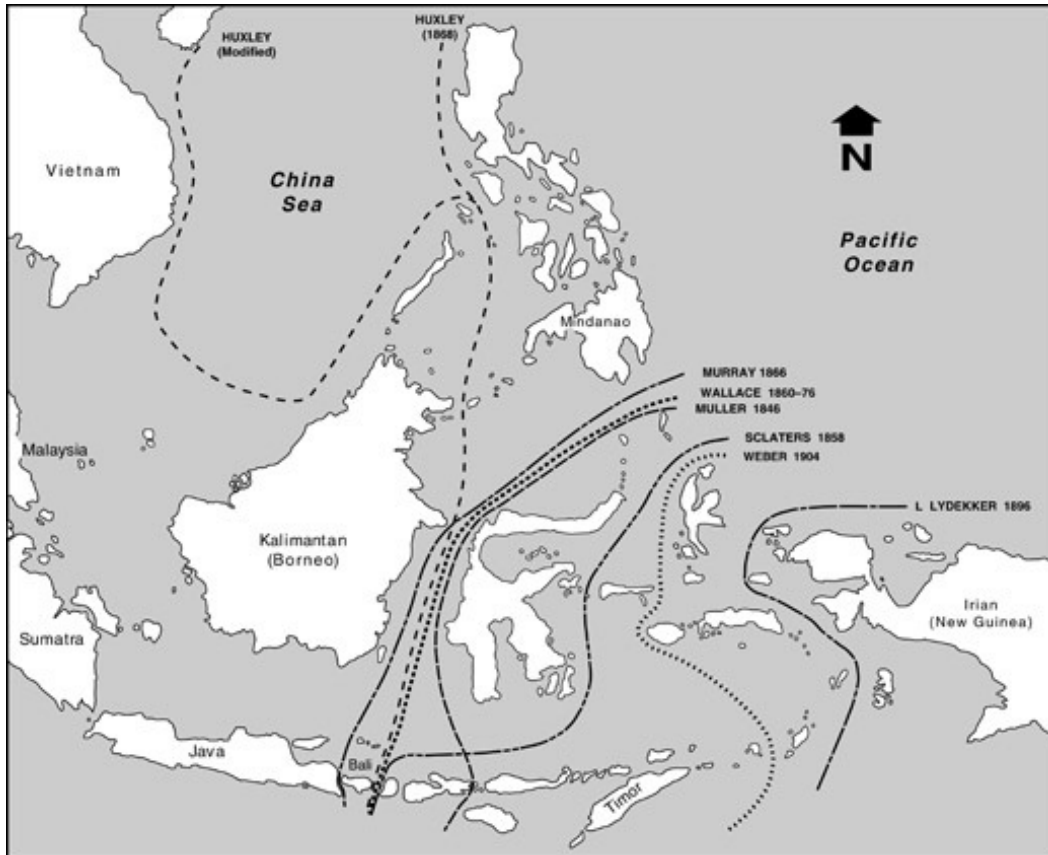 HUXLEY
(Modified)
HUXLEY
(1868)
N
Vietnam
China
Sea
Pacific
Ocean
Mindanao
MURRAY 1866
WALLACE 1860–76
MULLER 1846
SCLATERS 1858
WEBER 1904
Malaysia
L LYDEKKER 1896
Kalimantan
(Borneo)
Irian
(New Guinea)
Sumatra
Java
Bali
Timor